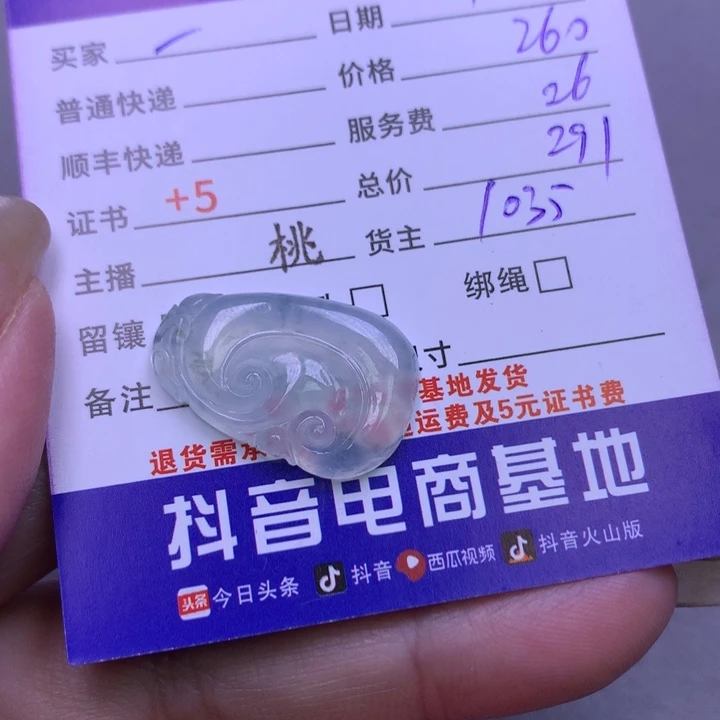 买家 日期
普通快递 价格 260
顺丰快递 服务费 26
证书 +5 总价 291
主播 桃 货主 1035
留镶 绑绳
备注 寸
基地发货
退货需承 运费及5元证书费
抖音电商基地
头条 今日头条 抖音 西瓜视频 抖音火山版